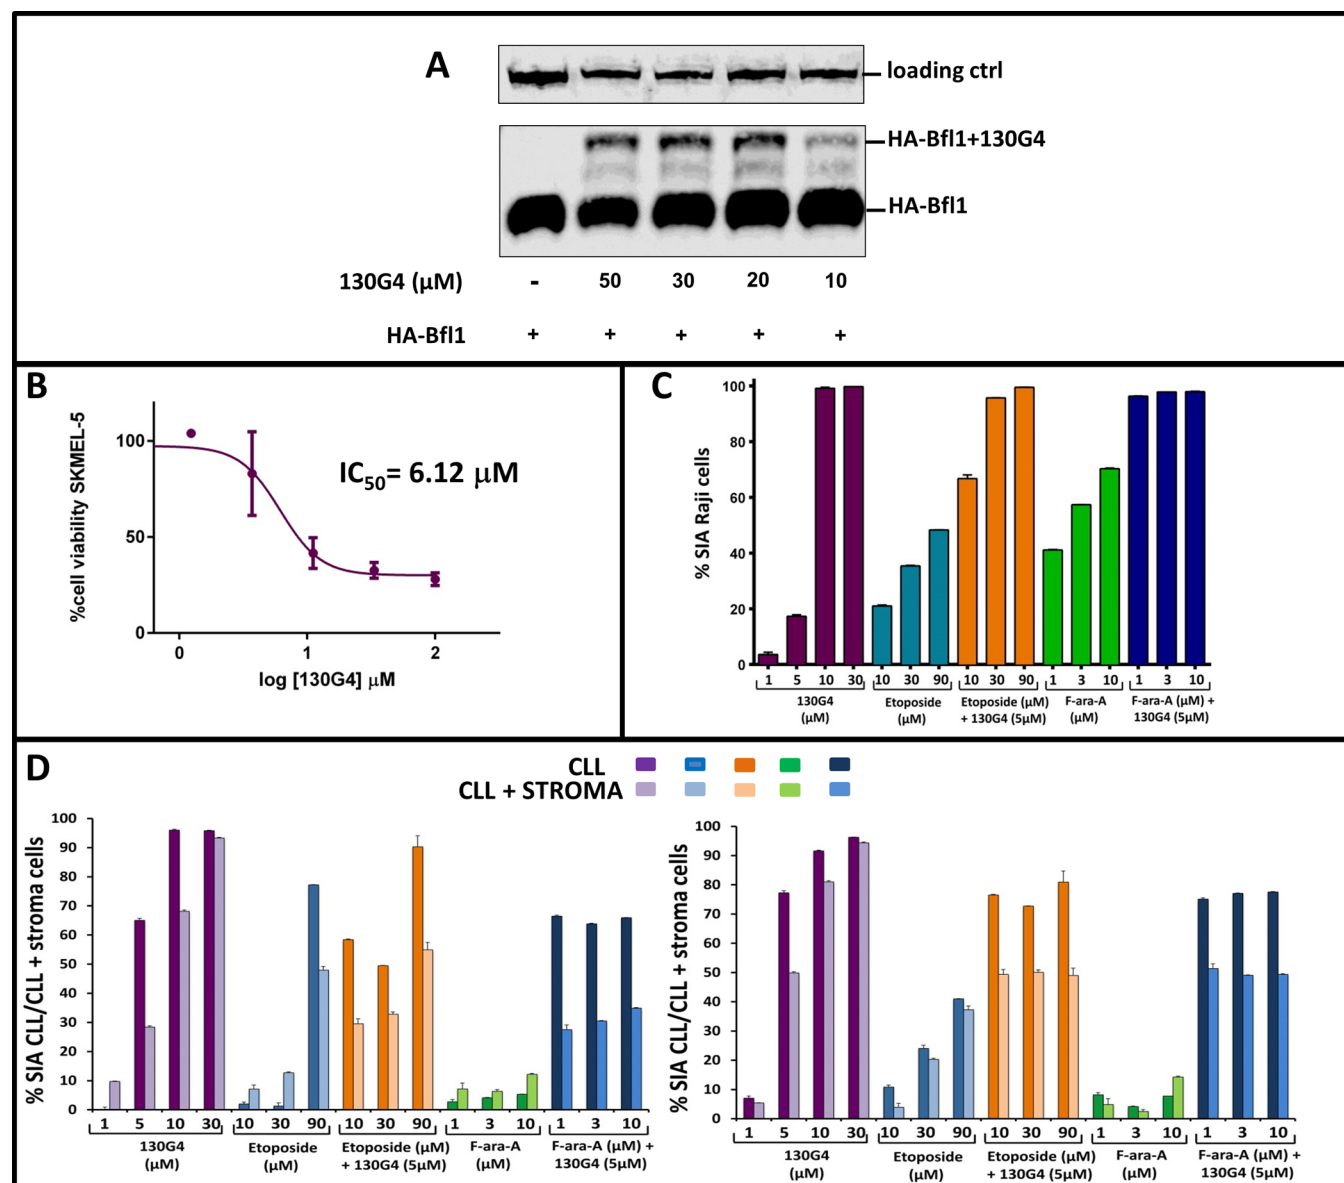 A
loading ctrl
HA-Bfl1+130G4
HA-Bfl1
130G4 (μM) - 50 30 20 10
HA-Bfl1 + + + + +
B
%cell viability SKMEL-5
100
50
0
IC50= 6.12 μM
0 1 2
log [130G4] μM
C
% SIA Raji cells
100
80
60
40
20
0
1 5 10 30 10 30 90 10 30 90 1 3 10 1 3 10
130G4 Etoposide Etoposide (μM) F-ara-A F-ara-A (μM) +
(μM) (μM) + 130G4 (5μM) (μM) 130G4 (5μM)
D
CLL
CLL + STROMA
% SIA CLL/CLL + stroma cells
100
90
80
70
60
50
40
30
20
10
0
1 5 10 30 10 30 90 10 30 90 1 3 10 1 3 10
130G4 Etoposide Etoposide (μM) F-ara-A F-ara-A (μM) +
(μM) (μM) + 130G4 (5μM) (μM) 130G4 (5μM)
% SIA CLL/CLL + stroma cells
100
90
80
70
60
50
40
30
20
10
0
1 5 10 30 10 30 90 10 30 90 1 3 10 1 3 10
130G4 Etoposide Etoposide (μM) F-ara-A F-ara-A (μM) +
(μM) (μM) + 130G4 (5μM) (μM) 130G4 (5μM)